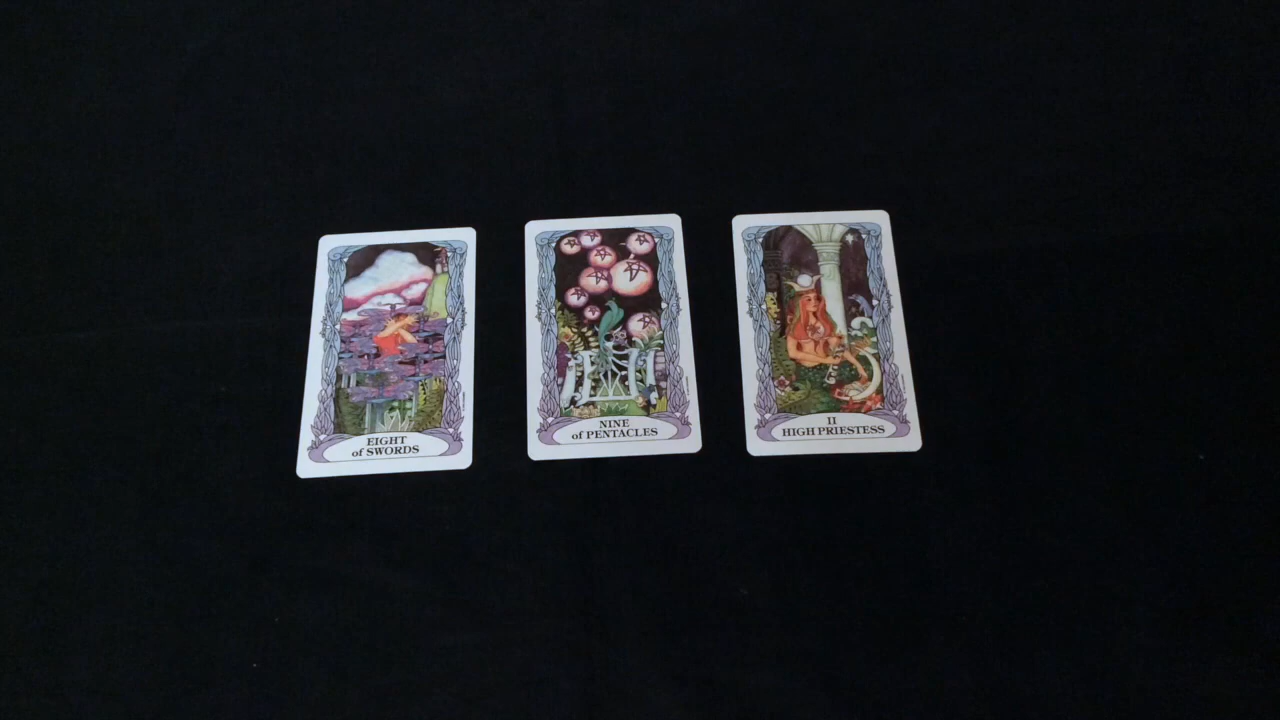 EIGHT
of SWORDS
NINE
of PENTACLES
II
HIGH PRIESTESS